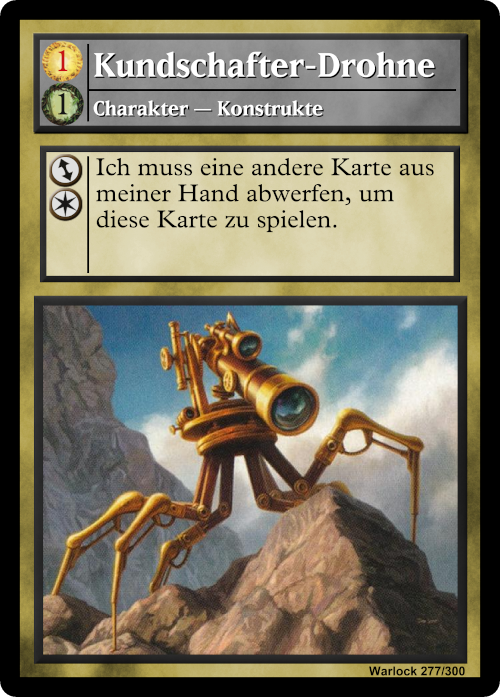 1
Kundschafter-Drohne
1
Charakter — Konstrukte
Ich muss eine andere Karte aus
meiner Hand abwerfen, um
diese Karte zu spielen.
Warlock 277/300